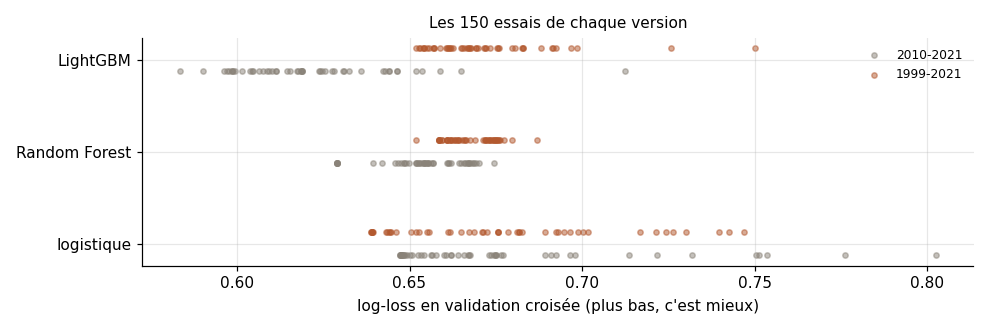 Les 150 essais de chaque version
LightGBM
Random Forest
logistique
2010-2021
1999-2021
0.60
0.65
0.70
0.75
0.80
log-loss en validation croisée (plus bas, c'est mieux)